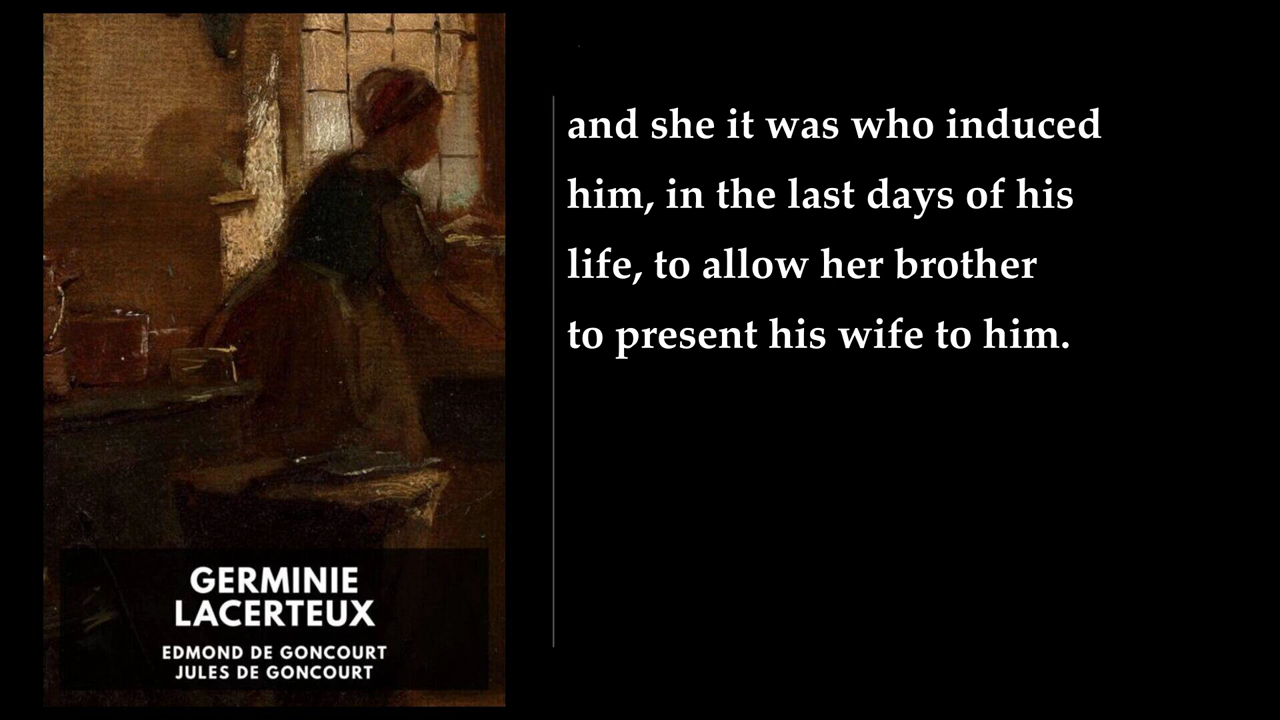 and she it was who induced
him, in the last days of his
life, to allow her brother
to present his wife to him.
GERMINIE
LACERTEUX
EDMOND DE GONCOURT
JULES DE GONCOURT